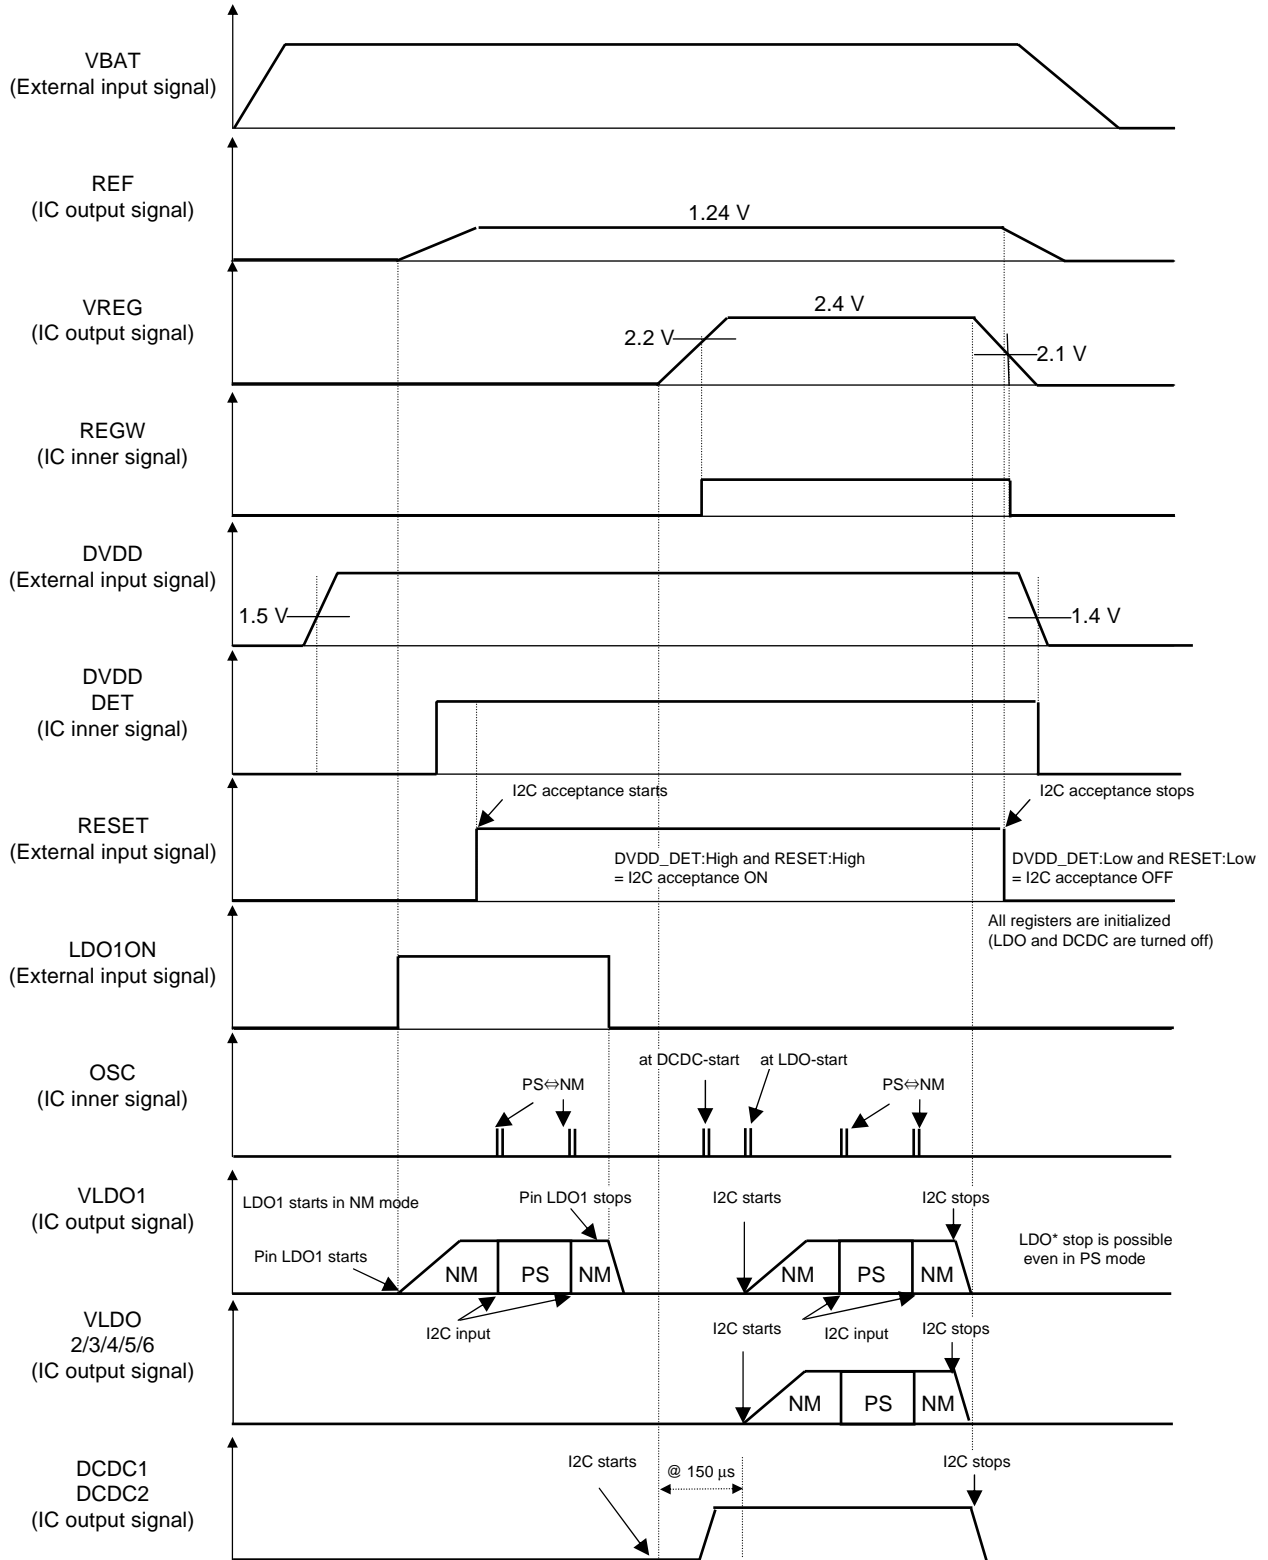 VBAT
(External input signal)
REF
(IC output signal)
1.24 V
VREG
(IC output signal)
2.4 V
2.2 V
2.1 V
REGW
(IC inner signal)
DVDD
(External input signal)
1.5 V
1.4 V
DVDD
DET
(IC inner signal)
I2C acceptance starts
I2C acceptance stops
RESET
(External input signal)
DVDD_DET:High and RESET:High
= I2C acceptance ON
DVDD_DET:Low and RESET:Low
= I2C acceptance OFF
All registers are initialized
(LDO and DCDC are turned off)
LDO1ON
(External input signal)
OSC
(IC inner signal)
PS⇔NM
at DCDC-start
at LDO-start
PS⇔NM
VLDO1
(IC output signal)
LDO1 starts in NM mode
Pin LDO1 stops
I2C starts
I2C stops
Pin LDO1 starts
LDO* stop is possible
even in PS mode
NM
PS
NM
NM
PS
NM
I2C input
I2C input
VLDO
2/3/4/5/6
(IC output signal)
I2C starts
I2C stops
NM
PS
NM
DCDC1
DCDC2
(IC output signal)
I2C starts
@ 150 μs
I2C stops